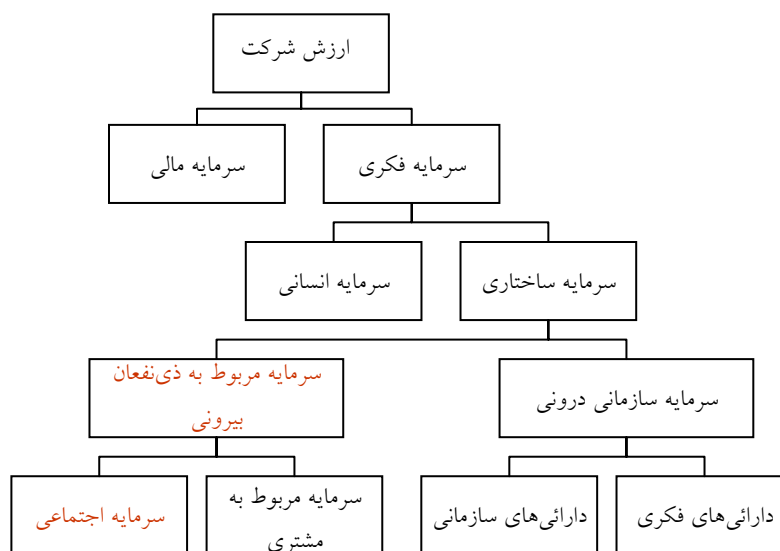 ارزش شرکت
سرمایه فکری
سرمایه مالی
سرمایه ساختاری
سرمایه انسانی
سرمایه سازمانی درونی
سرمایه مربوط به ذی‌نفعان
بیرونی
دارائی‌های فکری
دارائی‌های سازمانی
سرمایه مربوط به
مشتری
سرمایه اجتماعی